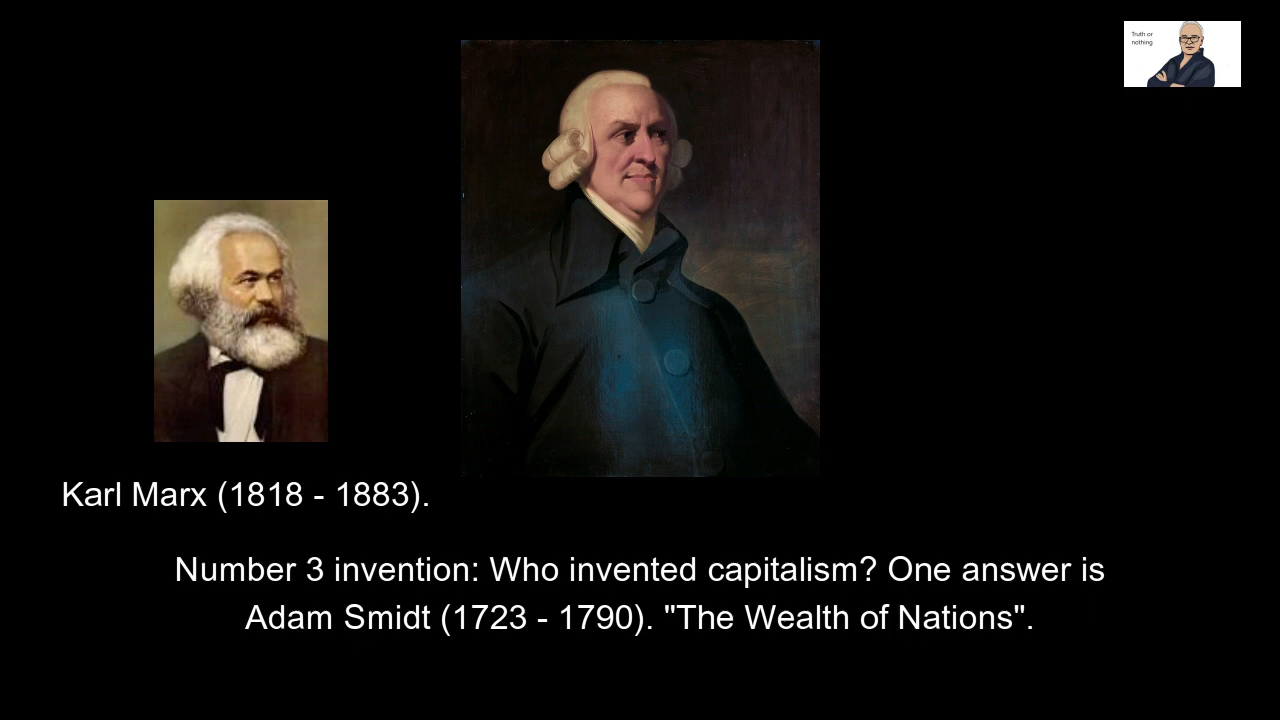 Truth or
nothing
Karl Marx (1818 - 1883).
Number 3 invention: Who invented capitalism? One answer is
Adam Smidt (1723 - 1790). "The Wealth of Nations".